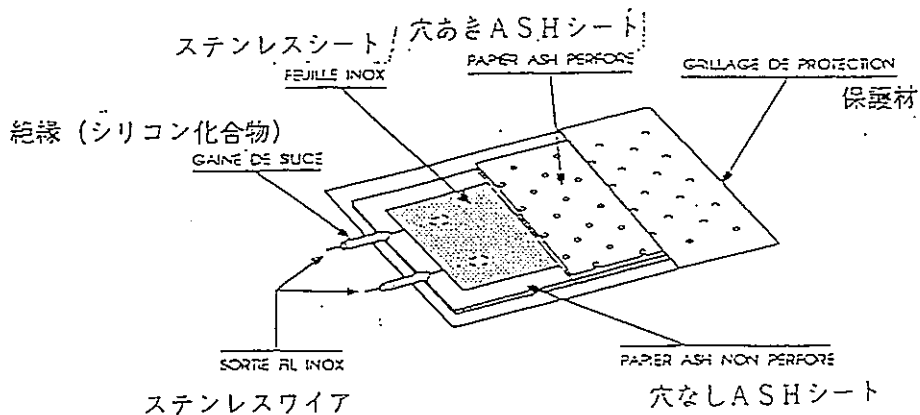 ステンレスシート
穴あきASHシート
FEUILLE INOX
PAPIER ASH PERFORE
GRILLAGE DE PROTECTION
保護材
絶縁(シリコン化合物)
GAINE DE SILICE
SORTIE FIL INOX
ステンレスワイア
PAPIER ASH NON PERFORE
穴なしASHシート